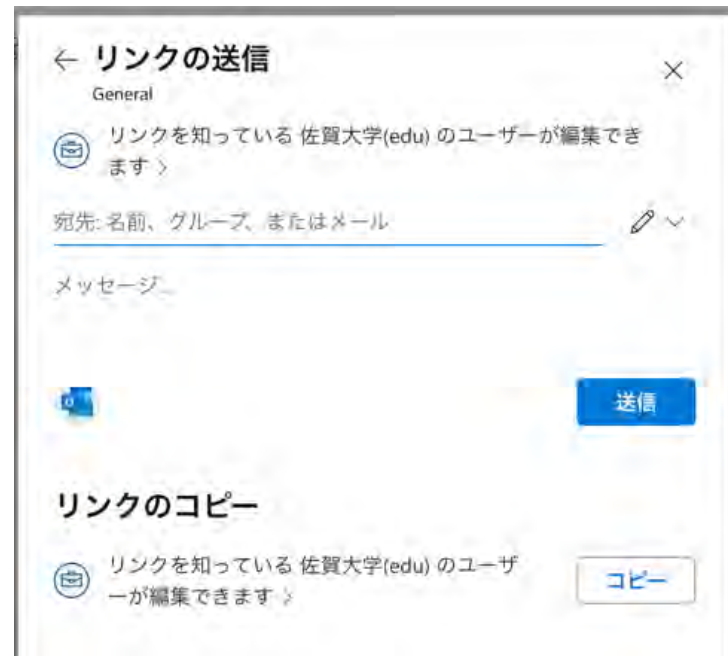 ← リンクの送信
General
リンクを知っている 佐賀大学(edu) のユーザーが編集でき
ます >
宛先: 名前、グループ、またはメール
メッセージ...
送信
リンクのコピー
リンクを知っている 佐賀大学(edu) のユーザ
ーが編集できます >
コピー